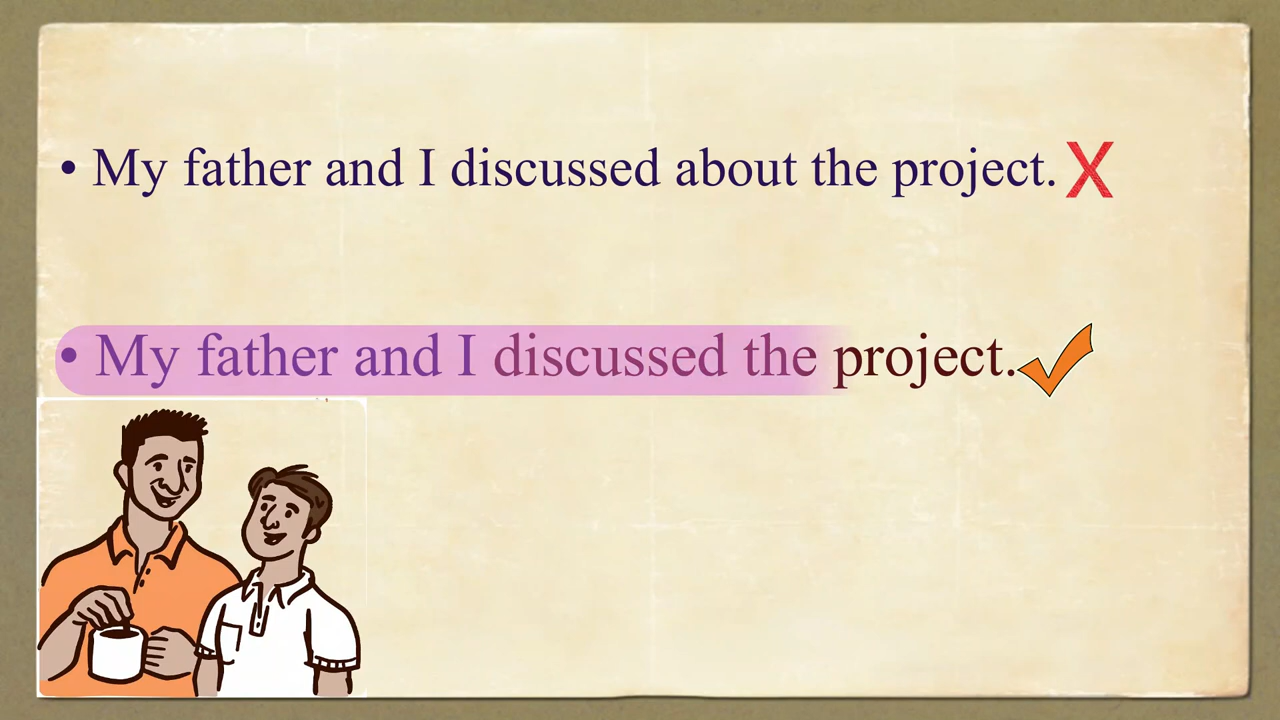 • My father and I discussed about the project. X
• My father and I discussed the project.